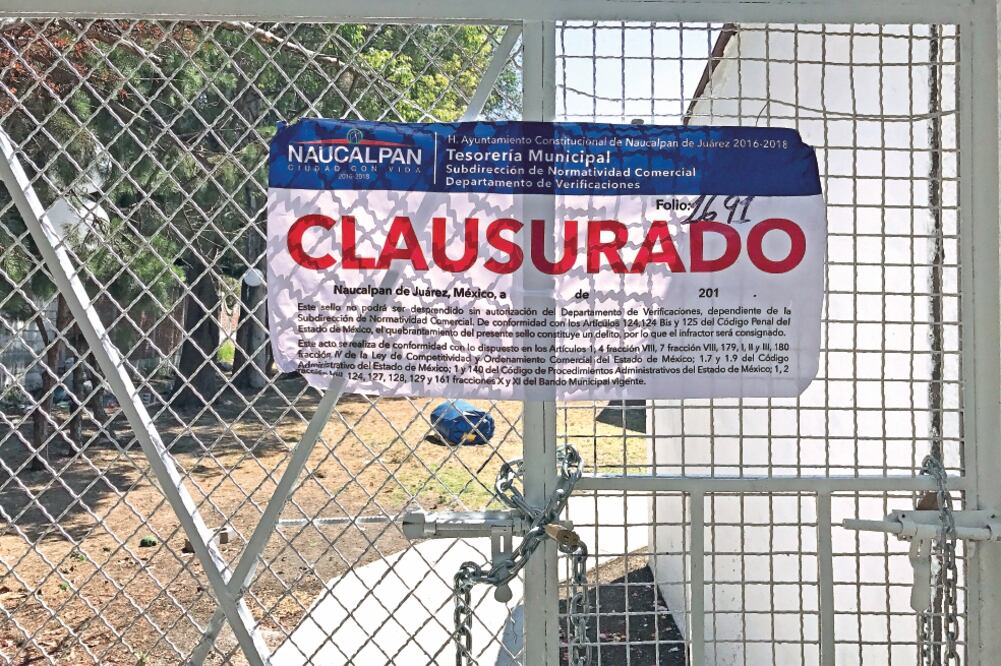 NAUCALPAN
CIUDAD CON VIDA
2016-2018
H. Ayuntamiento Constitucional de Naucalpan de Juárez 2016-2018
Tesorería Municipal
Subdirección de Normatividad Comercial
Departamento de Verificaciones
Folio: 2691
CLAUSURADO
Naucalpan de Juárez, México, a de 201 .
Este sello no podrá ser desprendido sin autorización del Departamento de Verificaciones, dependiente de la
Subdirección de Normatividad Comercial. De conformidad con los Artículos 124,124 Bis y 125 del Código Penal del
Estado de México, el quebrantamiento del presente sello constituye un delito, por lo que el infractor será consignado.
Este acto se realiza de conformidad con lo dispuesto en los Artículos 1, 4 fracción VIII, 7 fracción VIII, 179, I, II y III, 180
fracción IV de la Ley de Competitividad y Ordenamiento Comercial del Estado de México; 1.7 y 1.9 del Código
Administrativo del Estado de México; 1 y 140 del Código de Procedimientos Administrativos del Estado de México; 1, 2
fracción VIII, 124, 127, 128, 129 y 161 fracciones X y XI del Bando Municipal vigente.